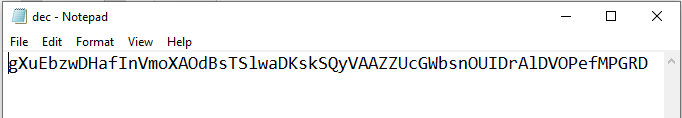 dec - Notepad
File Edit Format View Help
gXuEbzwDHafInVmoXAOdBsTSlwaDKskSQyVAAZZUcGWbsnOUIDrAlDVOPefMPGRD